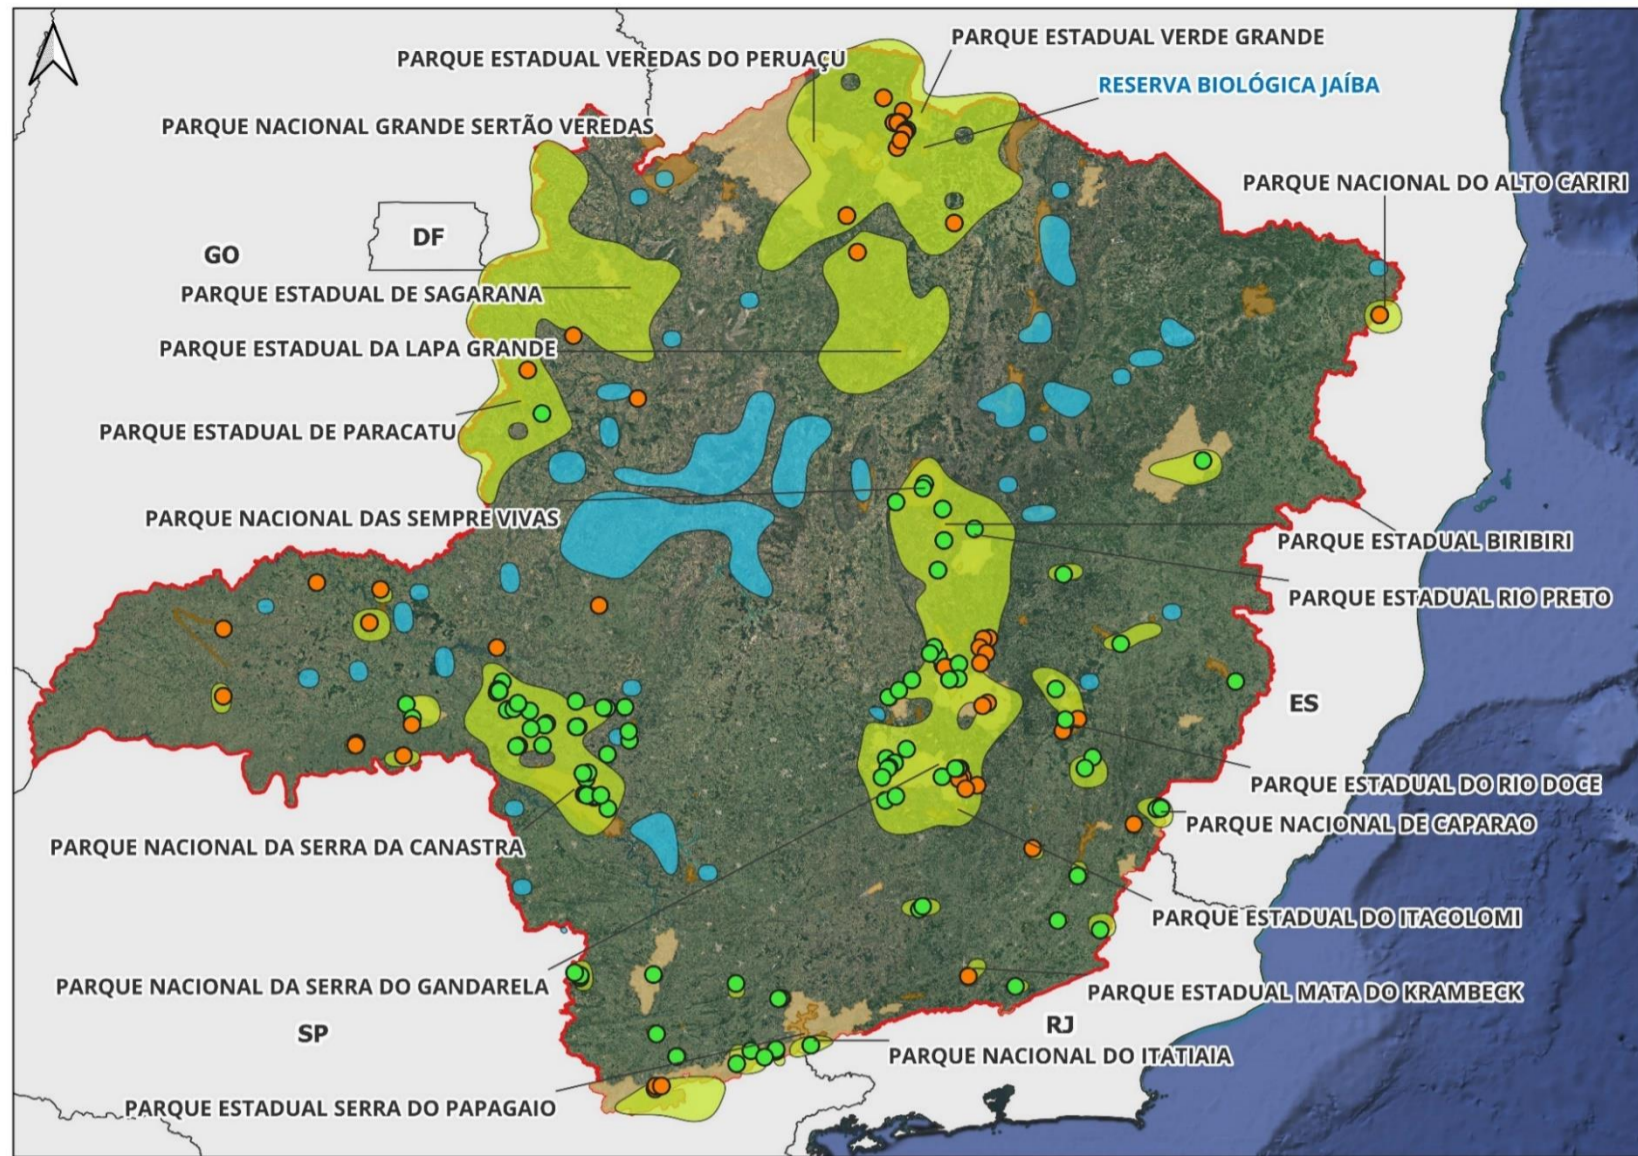 PARQUE ESTADUAL VERDE GRANDE
PARQUE ESTADUAL VEREDAS DO PERUAÇU
RESERVA BIOLÓGICA JAÍBA
PARQUE NACIONAL GRANDE SERTÃO VEREDAS
PARQUE NACIONAL DO ALTO CARIRI
DF
GO
PARQUE ESTADUAL DE SAGARANA
PARQUE ESTADUAL DA LAPA GRANDE
PARQUE ESTADUAL DE PARACATU
PARQUE NACIONAL DAS SEMPRE VIVAS
PARQUE ESTADUAL BIRIBIRI
PARQUE ESTADUAL RIO PRETO
ES
PARQUE ESTADUAL DO RIO DOCE
PARQUE NACIONAL DE CAPARAO
PARQUE NACIONAL DA SERRA DA CANASTRA
PARQUE ESTADUAL DO ITACOLOMI
PARQUE NACIONAL DA SERRA DO GANDARELA
PARQUE ESTADUAL MATA DO KRAMBECK
SP
RJ
PARQUE NACIONAL DO ITATIAIA
PARQUE ESTADUAL SERRA DO PAPAGAIO